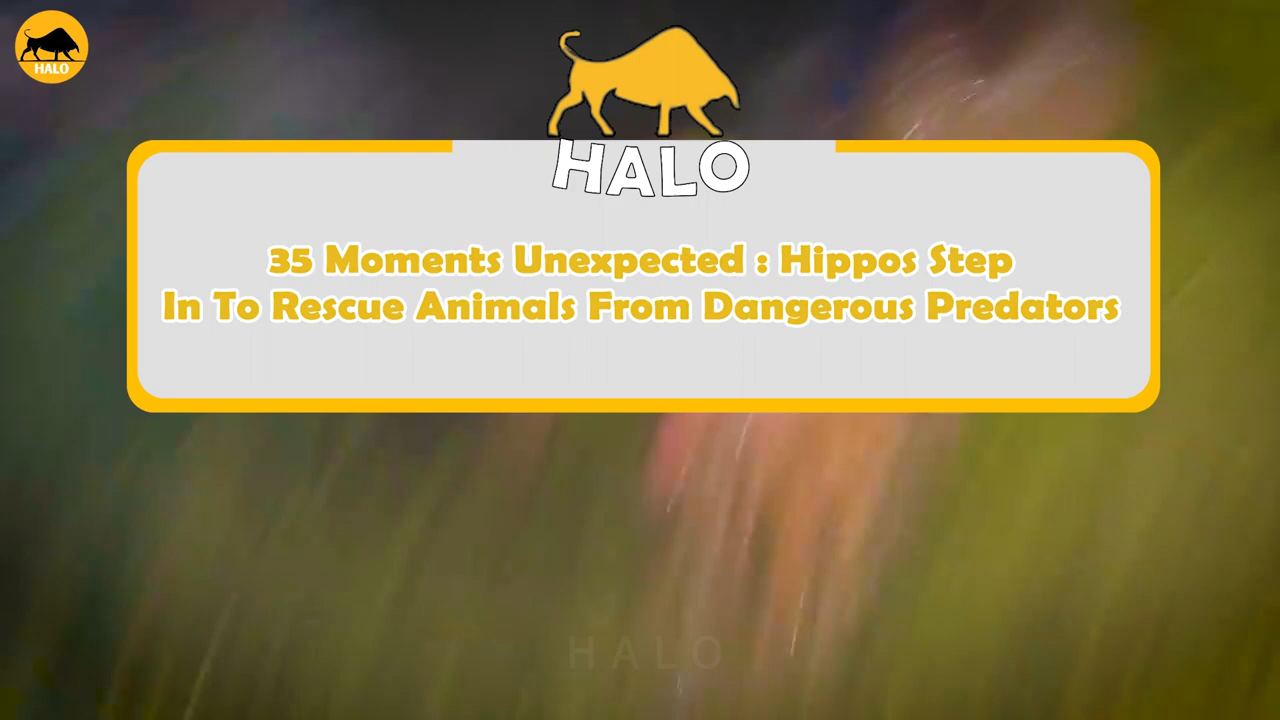 HALO
HALO
35 Moments Unexpected : Hippos Step
In To Rescue Animals From Dangerous Predators
HALO